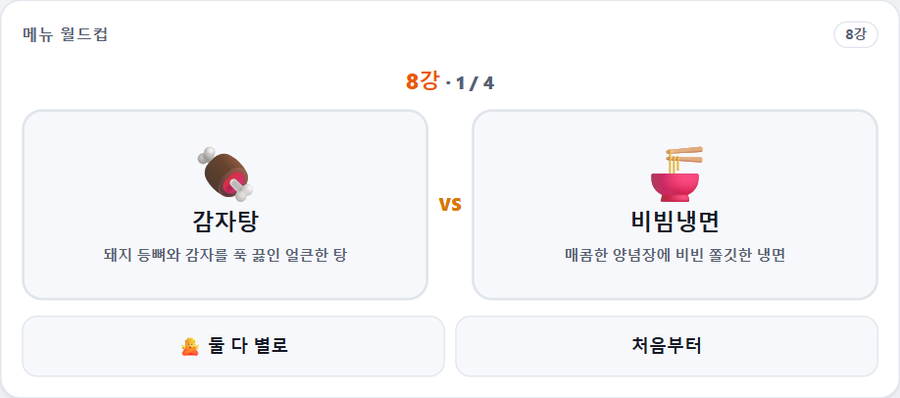 메뉴 월드컵
8강
8강 · 1 / 4
감자탕
돼지 등뼈와 감자를 푹 끓인 얼큰한 탕
vs
비빔냉면
매콤한 양념장에 비빈 쫄깃한 냉면
둘 다 별로
처음부터